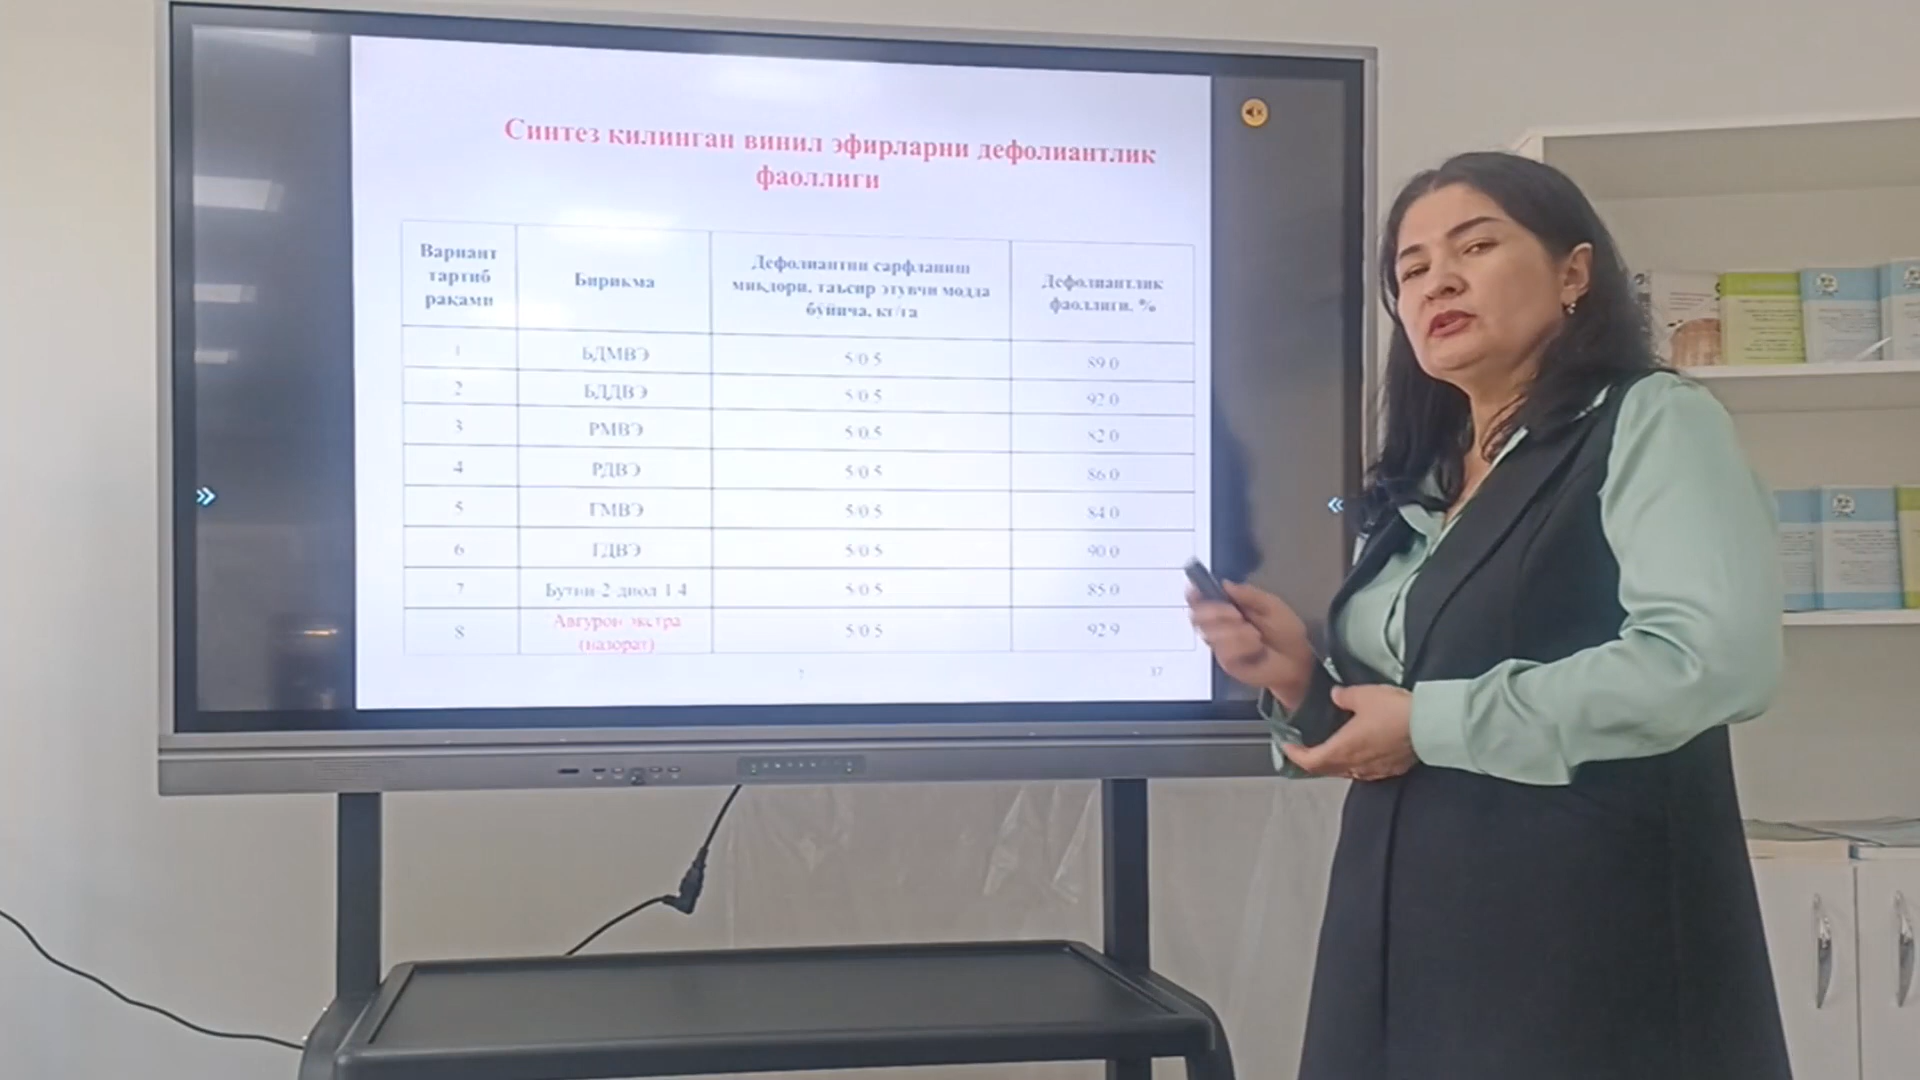 Синтез қилинган винил эфирларни дефолиантлик
фаоллиги
Вариант
тартиб
рақами
Бирикма
Дефолиантни сарфланиш
миқдори, таъсир этувчи модда
бўйича, кг/га
Дефолиантлик
фаоллиги, %
1 БДМВЭ 5/0.5 89.0
2 БДДВЭ 5/0.5 92.0
3 РМВЭ 5/0.5 82.0
4 РДВЭ 5/0.5 86.0
5 ГМВЭ 5/0.5 84.0
6 ГДВЭ 5/0.5 90.0
7 Бутин-2-диол-1.4 5/0.5 85.0
8 Авгурон экстра
(назорат) 5/0.5 92.9
37